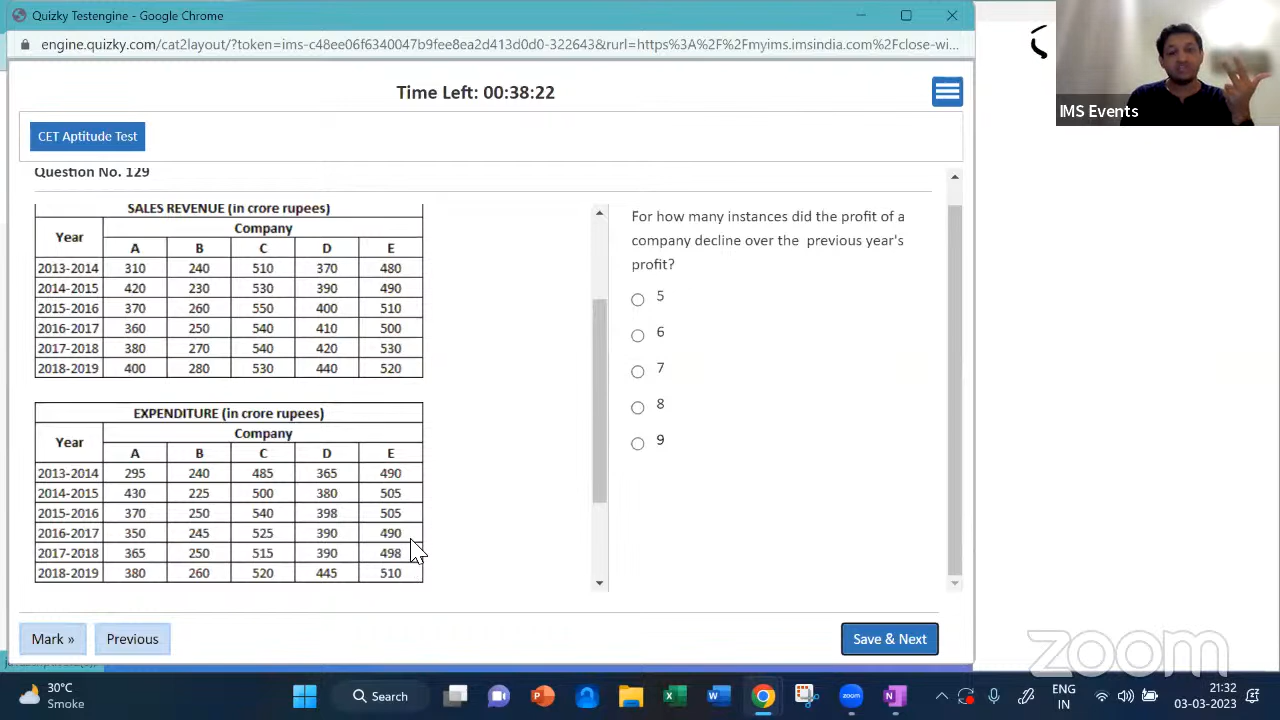 Quizky Testengine - Google Chrome
engine.quizky.com/cat2layout/?token=ims-c48ee06f6340047b9fee8ea2d413d0d0-322643&rurl=https%3A%2F%2Fmyims.imsindia.com%2Fclose-wi...
IMS Events
Time Left: 00:38:22
CET Aptitude Test
Question No. 129
SALES REVENUE (in crore rupees)
Year Company
A B C D E
2013-2014 310 240 510 370 480
2014-2015 420 230 530 390 490
2015-2016 370 260 550 400 510
2016-2017 360 250 540 410 500
2017-2018 380 270 540 420 530
2018-2019 400 280 530 440 520
EXPENDITURE (in crore rupees)
Year Company
A B C D E
2013-2014 295 240 485 365 490
2014-2015 430 225 500 380 505
2015-2016 370 250 540 398 505
2016-2017 350 245 525 390 490
2017-2018 365 250 515 390 498
2018-2019 380 260 520 445 510
For how many instances did the profit of a
company decline over the previous year's
profit?
5
6
7
8
9
Mark »
Previous
Save & Next
zoom
30°C
Smoke
Search
zoom
ENG
IN
21:32
03-03-2023